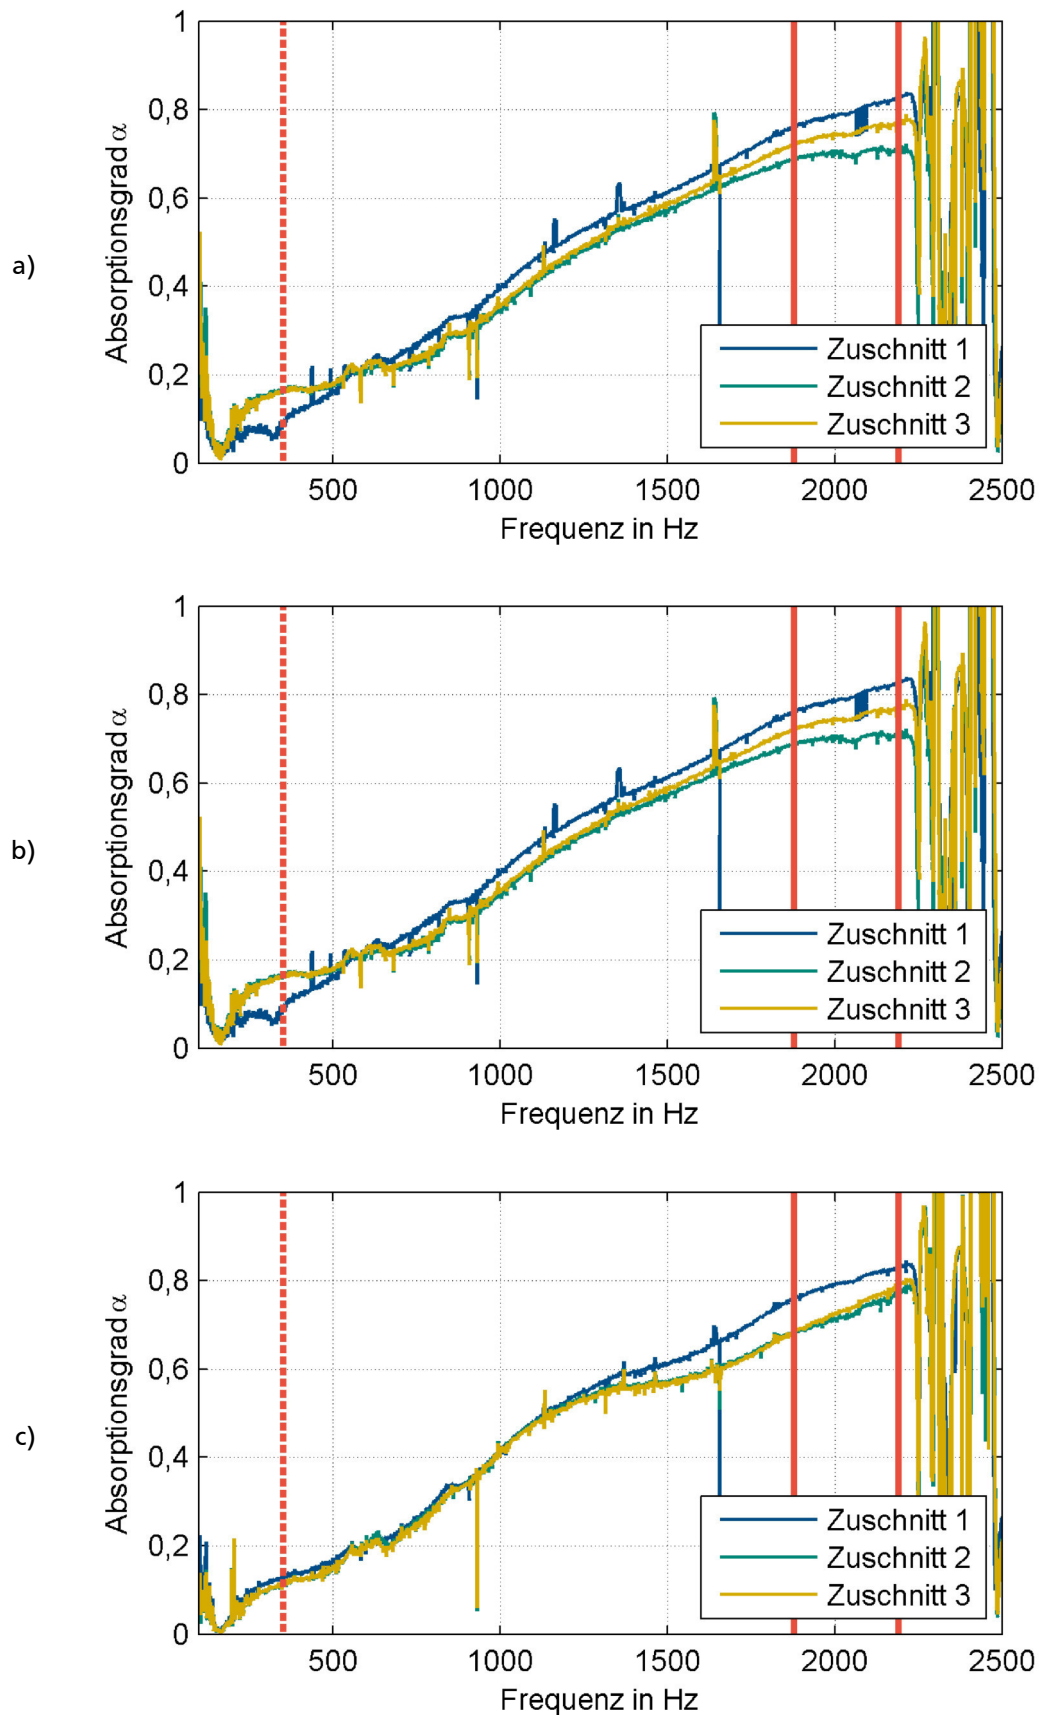 a)
Absorptionsgrad α
1
0,8
0,6
0,4
0,2
0
500
1000
1500
2000
2500
Frequenz in Hz
Zuschnitt 1
Zuschnitt 2
Zuschnitt 3
b)
Absorptionsgrad α
1
0,8
0,6
0,4
0,2
0
500
1000
1500
2000
2500
Frequenz in Hz
Zuschnitt 1
Zuschnitt 2
Zuschnitt 3
c)
Absorptionsgrad α
1
0,8
0,6
0,4
0,2
0
500
1000
1500
2000
2500
Frequenz in Hz
Zuschnitt 1
Zuschnitt 2
Zuschnitt 3